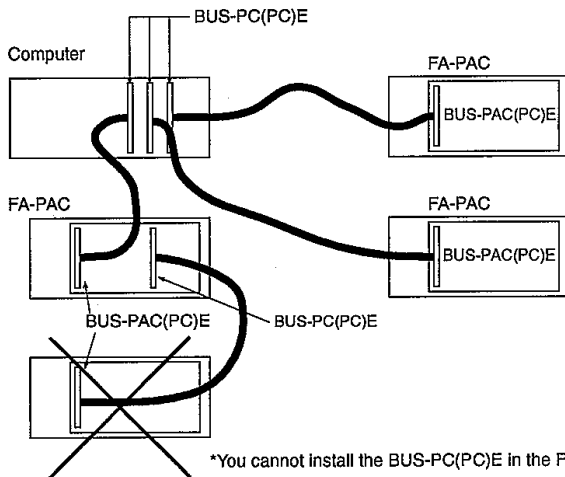 BUS-PC(PC)E
Computer
FA-PAC
BUS-PAC(PC)E
FA-PAC
FA-PAC
BUS-PAC(PC)E
BUS-PAC(PC)E
BUS-PC(PC)E
*You cannot install the BUS-PC(PC)E in the F